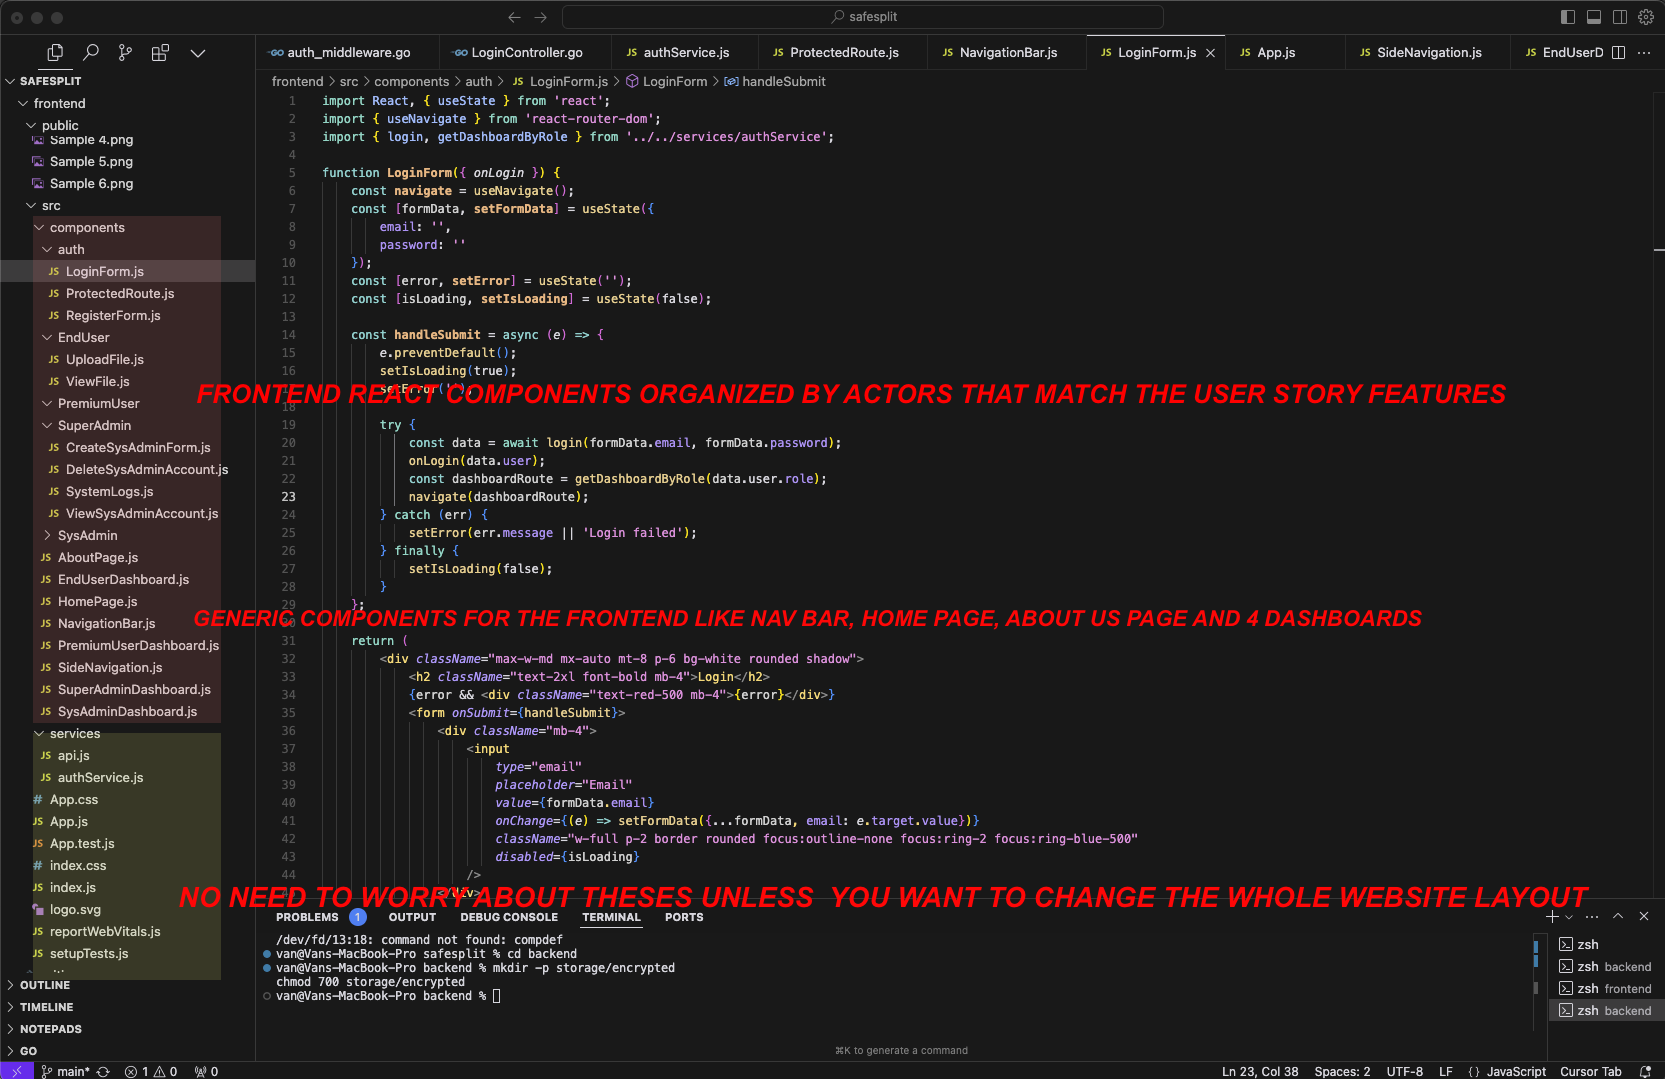 safesplit
auth_middleware.go LoginController.go authService.js ProtectedRoute.js NavigationBar.js LoginForm.js App.js SideNavigation.js EndUserD
SAFESPLIT
frontend
public
Sample 4.png
Sample 5.png
Sample 6.png
src
components
auth
LoginForm.js
ProtectedRoute.js
RegisterForm.js
EndUser
UploadFile.js
ViewFile.js
PremiumUser
SuperAdmin
CreateSysAdminForm.js
DeleteSysAdminAccount.js
SystemLogs.js
ViewSysAdminAccount.js
SysAdmin
AboutPage.js
EndUserDashboard.js
HomePage.js
NavigationBar.js
PremiumUserDashboard.js
SideNavigation.js
SuperAdminDashboard.js
SysAdminDashboard.js
services
api.js
authService.js
App.css
App.js
App.test.js
index.css
index.js
logo.svg
reportWebVitals.js
setupTests.js
OUTLINE
TIMELINE
NOTEPADS
GO
frontend > src > components > auth > JS LoginForm.js > LoginForm > handleSubmit
1 import React, { useState } from 'react';
2 import { useNavigate } from 'react-router-dom';
3 import { login, getDashboardByRole } from '../../services/authService';
4
5 function LoginForm({ onLogin }) {
6 const navigate = useNavigate();
7 const [formData, setFormData] = useState({
8 email: '',
9 password: ''
10 });
11 const [error, setError] = useState('');
12 const [isLoading, setIsLoading] = useState(false);
13
14 const handleSubmit = async (e) => {
15 e.preventDefault();
16 setIsLoading(true);
setError('');
FRONTEND REACT COMPONENTS ORGANIZED BY ACTORS THAT MATCH THE USER STORY FEATURES
18
19 try {
20 const data = await login(formData.email, formData.password);
21 onLogin(data.user);
22 const dashboardRoute = getDashboardByRole(data.user.role);
23 navigate(dashboardRoute);
24 } catch (err) {
25 setError(err.message || 'Login failed');
26 } finally {
27 setIsLoading(false);
28 }
29 };
GENERIC COMPONENTS FOR THE FRONTEND LIKE NAV BAR, HOME PAGE, ABOUT US PAGE AND 4 DASHBOARDS
31 return (
32 <div className="max-w-md mx-auto mt-8 p-6 bg-white rounded shadow">
33 <h2 className="text-2xl font-bold mb-4">Login</h2>
34 {error && <div className="text-red-500 mb-4">{error}</div>}
35 <form onSubmit={handleSubmit}>
36 <div className="mb-4">
37 <input
38 type="email"
39 placeholder="Email"
40 value={formData.email}
41 onChange={(e) => setFormData({...formData, email: e.target.value})}
42 className="w-full p-2 border rounded focus:outline-none focus:ring-2 focus:ring-blue-500"
43 disabled={isLoading}
44 />
</div>
NO NEED TO WORRY ABOUT THESES UNLESS YOU WANT TO CHANGE THE WHOLE WEBSITE LAYOUT
PROBLEMS 1 OUTPUT DEBUG CONSOLE TERMINAL PORTS
/dev/fd/13:18: command not found: compdef
van@Vans-MacBook-Pro safesplit % cd backend
van@Vans-MacBook-Pro backend % mkdir -p storage/encrypted
chmod 700 storage/encrypted
van@Vans-MacBook-Pro backend %
zsh
zsh backend
zsh frontend
zsh backend
⌘K to generate a command
main* 1 0 0 Ln 23, Col 38 Spaces: 2 UTF-8 LF {} JavaScript Cursor Tab